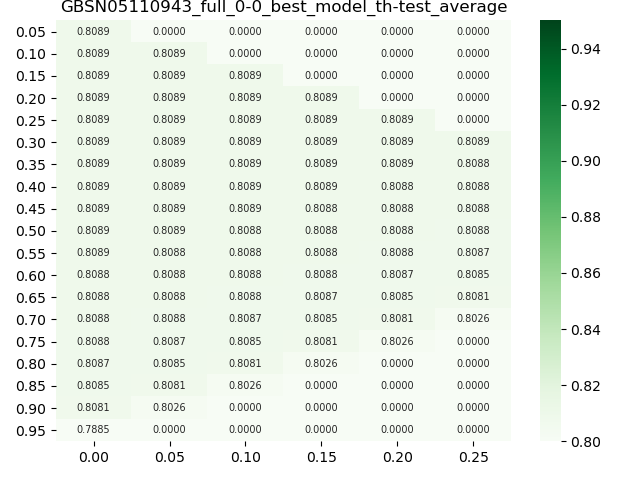 GBSN05110943_full_0-0_best_model_th-test_average
0.05 0.8089 0.0000 0.0000 0.0000 0.0000 0.0000
0.10 0.8089 0.8089 0.0000 0.0000 0.0000 0.0000
0.15 0.8089 0.8089 0.8089 0.0000 0.0000 0.0000
0.20 0.8089 0.8089 0.8089 0.8089 0.0000 0.0000
0.25 0.8089 0.8089 0.8089 0.8089 0.8089 0.0000
0.30 0.8089 0.8089 0.8089 0.8089 0.8089 0.8089
0.35 0.8089 0.8089 0.8089 0.8089 0.8089 0.8088
0.40 0.8089 0.8089 0.8089 0.8089 0.8088 0.8088
0.45 0.8089 0.8089 0.8088 0.8088 0.8088 0.8088
0.50 0.8089 0.8089 0.8088 0.8088 0.8088 0.8088
0.55 0.8089 0.8088 0.8088 0.8088 0.8088 0.8087
0.60 0.8088 0.8088 0.8088 0.8088 0.8087 0.8085
0.65 0.8088 0.8088 0.8088 0.8087 0.8085 0.8081
0.70 0.8088 0.8088 0.8087 0.8085 0.8081 0.8026
0.75 0.8088 0.8087 0.8085 0.8081 0.8026 0.0000
0.80 0.8087 0.8085 0.8081 0.8026 0.0000 0.0000
0.85 0.8085 0.8081 0.8026 0.0000 0.0000 0.0000
0.90 0.8081 0.8026 0.0000 0.0000 0.0000 0.0000
0.95 0.7885 0.0000 0.0000 0.0000 0.0000 0.0000
0.00 0.05 0.10 0.15 0.20 0.25
0.94
0.92
0.90
0.88
0.86
0.84
0.82
0.80